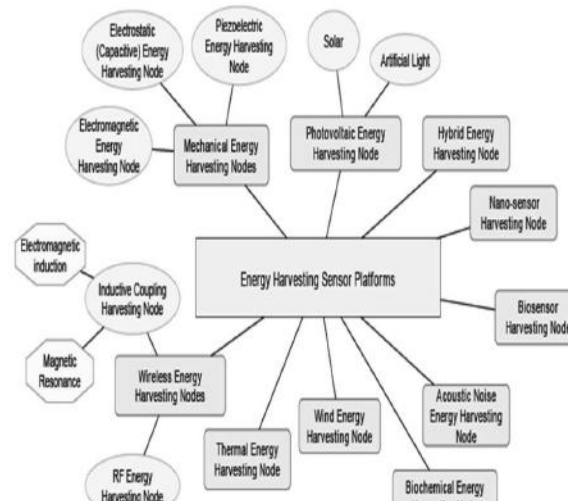 Electrostatic
(Capacitive) Energy
Harvesting Node
Piezoelectric
Energy Harvesting
Node
Solar
Artificial Light
Electromagnetic
Energy
Harvesting Node
Mechanical Energy
Harvesting Nodes
Photovoltaic Energy
Harvesting Node
Hybrid Energy
Harvesting Node
Nano-sensor
Harvesting Node
Electromagnetic
induction
Energy Harvesting Sensor Platforms
Inductive Coupling
Harvesting Node
Biosensor
Harvesting Node
Magnetic
Resonance
Wireless Energy
Harvesting Nodes
Acoustic Noise
Energy Harvesting
Node
Wind Energy
Harvesting Node
Thermal Energy
Harvesting Node
RF Energy
Harvesting Node
Biochemical Energy